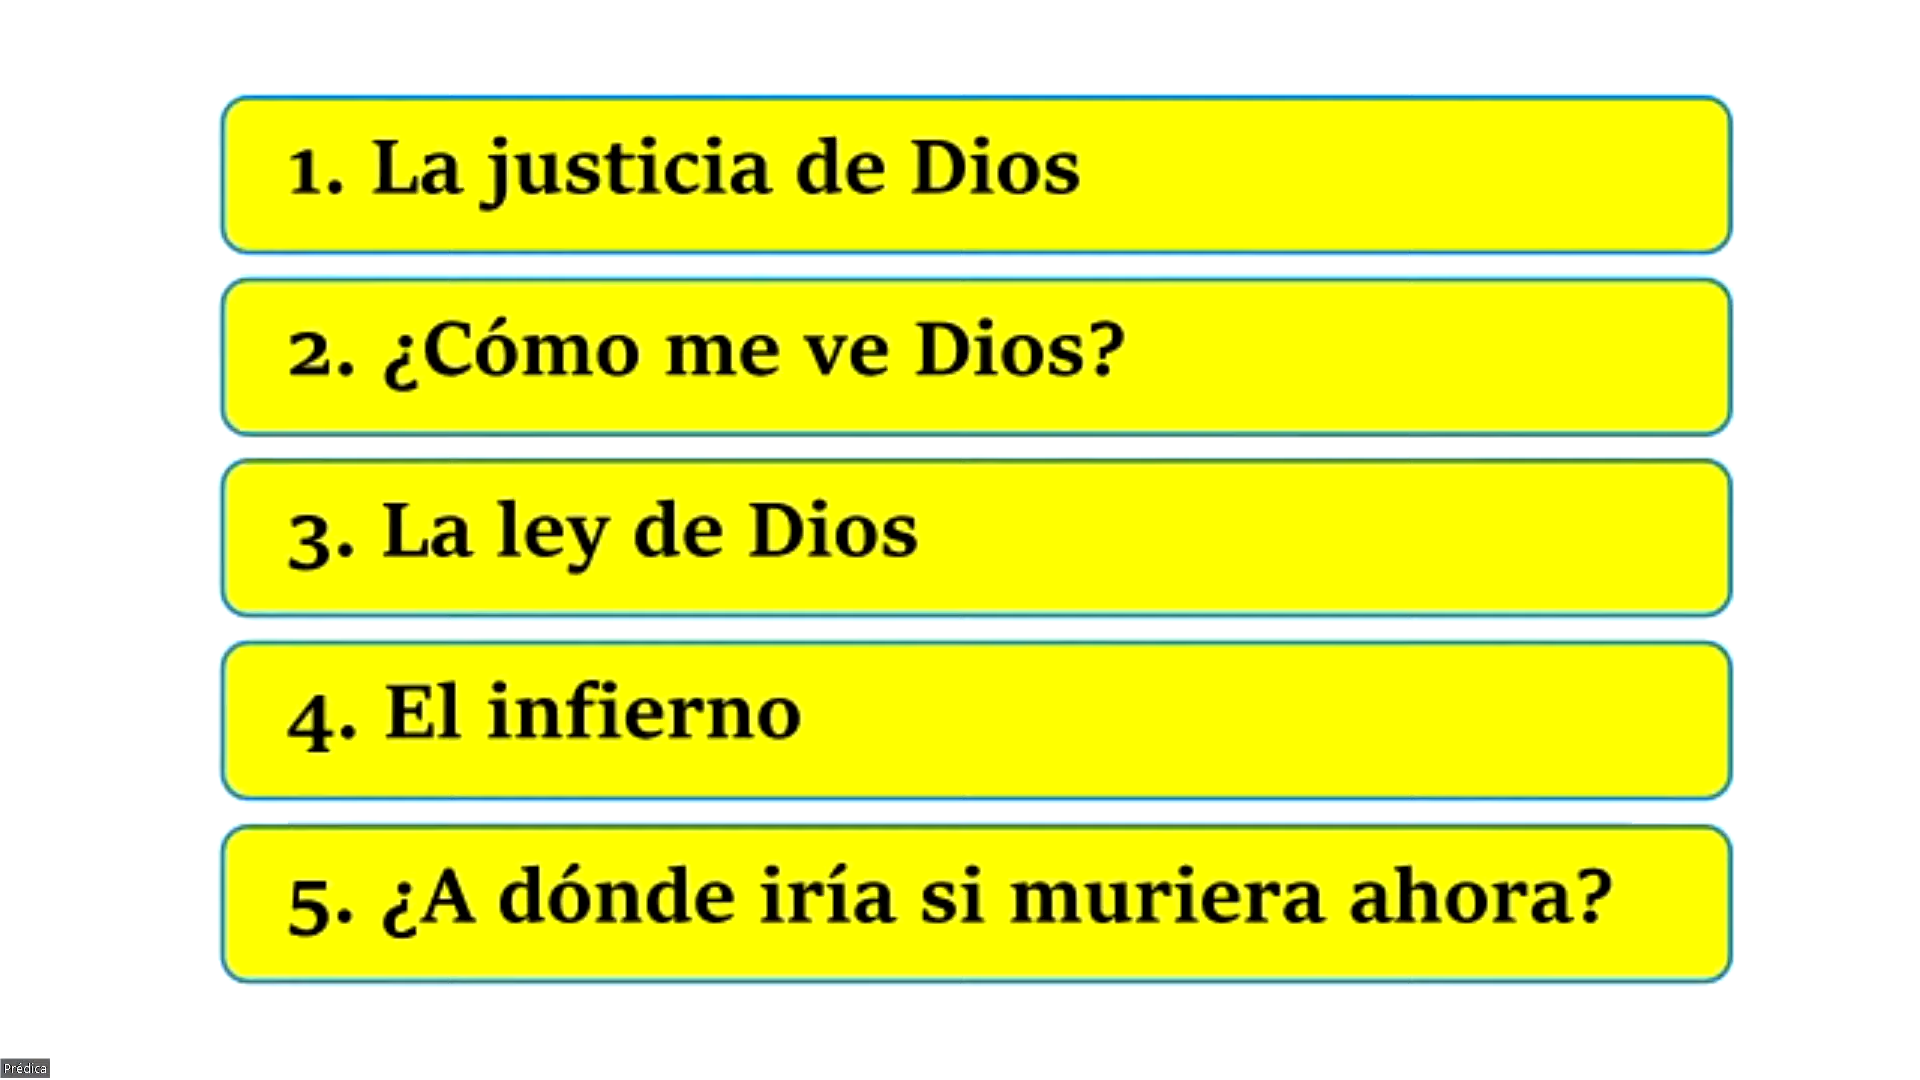 1. La justicia de Dios
2. ¿Cómo me ve Dios?
3. La ley de Dios
4. El infierno
5. ¿A dónde iría si muriera ahora?
Prédica